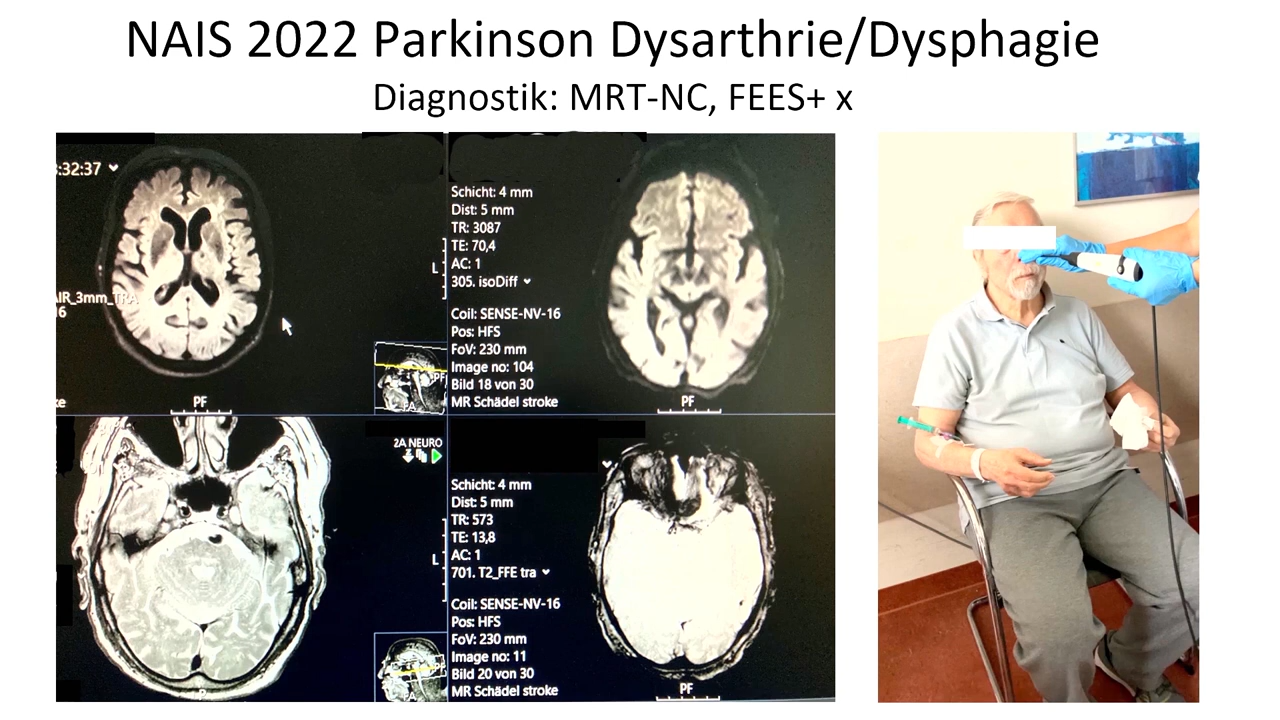 NAIS 2022 Parkinson Dysarthrie/Dysphagie
Diagnostik: MRT-NC, FEES+ x
:32:37
AIR_3mm_TRA
16
L
PF
ke
Schicht: 4 mm
Dist: 5 mm
TR: 3087
TE: 70,4
AC: 1
305. isoDiff
Coil: SENSE-NV-16
Pos: HFS
FoV: 230 mm
Image no: 104
Bild 18 von 30
MR Schädel stroke
PF
2A NEURO
L
Schicht: 4 mm
Dist: 5 mm
TR: 573
TE: 13,8
AC: 1
701. T2_FFE tra
Coil: SENSE-NV-16
Pos: HFS
FoV: 230 mm
Image no: 11
Bild 20 von 30
MR Schädel stroke
PF